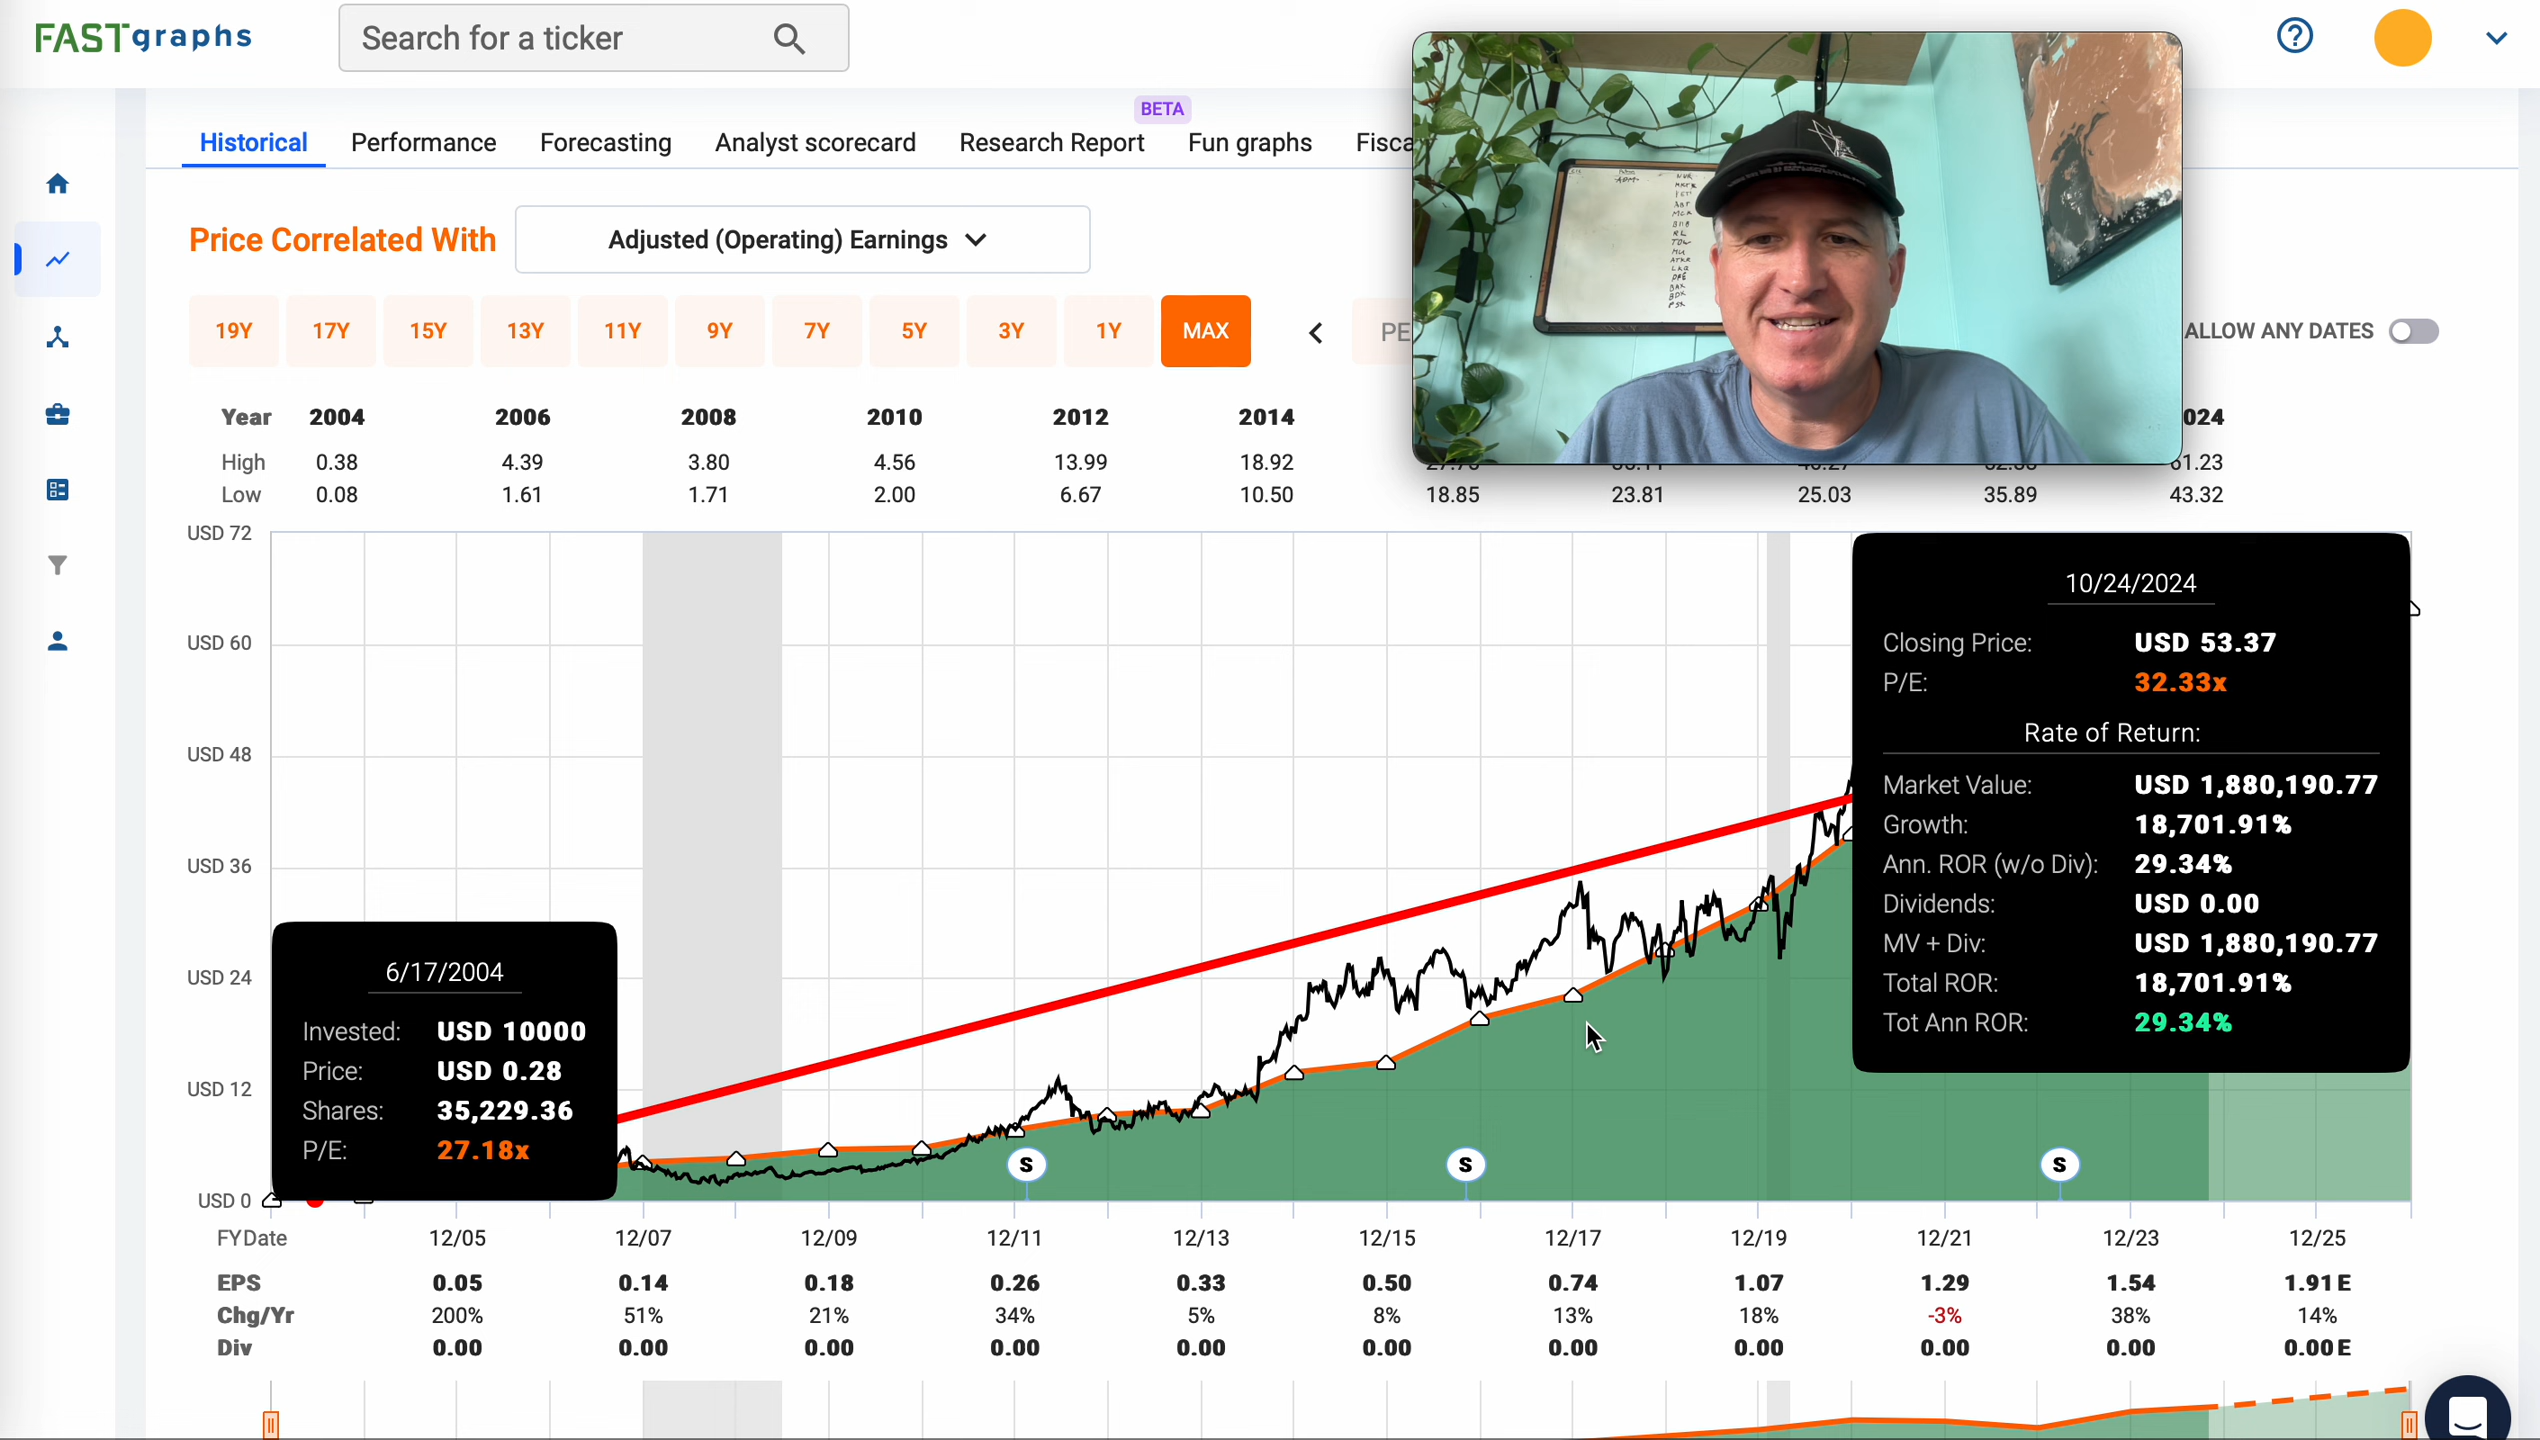 FASTgraphs
Search for a ticker
BETA
Historical Performance Forecasting Analyst scorecard Research Report Fun graphs Fisca
Price Correlated With Adjusted (Operating) Earnings
19Y 17Y 15Y 13Y 11Y 9Y 7Y 5Y 3Y 1Y MAX PE ALLOW ANY DATES
Year 2004 2006 2008 2010 2012 2014 024
High 0.38 4.39 3.80 4.56 13.99 18.92 61.23
Low 0.08 1.61 1.71 2.00 6.67 10.50 18.85 23.81 25.03 35.89 43.32
USD 72
USD 60
USD 48
USD 36
USD 24
USD 12
USD 0
10/24/2024
Closing Price: USD 53.37
P/E: 32.33x
Rate of Return:
Market Value: USD 1,880,190.77
Growth: 18,701.91%
Ann. ROR (w/o Div): 29.34%
Dividends: USD 0.00
MV + Div: USD 1,880,190.77
Total ROR: 18,701.91%
Tot Ann ROR: 29.34%
6/17/2004
Invested: USD 10000
Price: USD 0.28
Shares: 35,229.36
P/E: 27.18x
S S S
FYDate 12/05 12/07 12/09 12/11 12/13 12/15 12/17 12/19 12/21 12/23 12/25
EPS 0.05 0.14 0.18 0.26 0.33 0.50 0.74 1.07 1.29 1.54 1.91E
Chg/Yr 200% 51% 21% 34% 5% 8% 13% 18% -3% 38% 14%
Div 0.00 0.00 0.00 0.00 0.00 0.00 0.00 0.00 0.00 0.00 0.00E